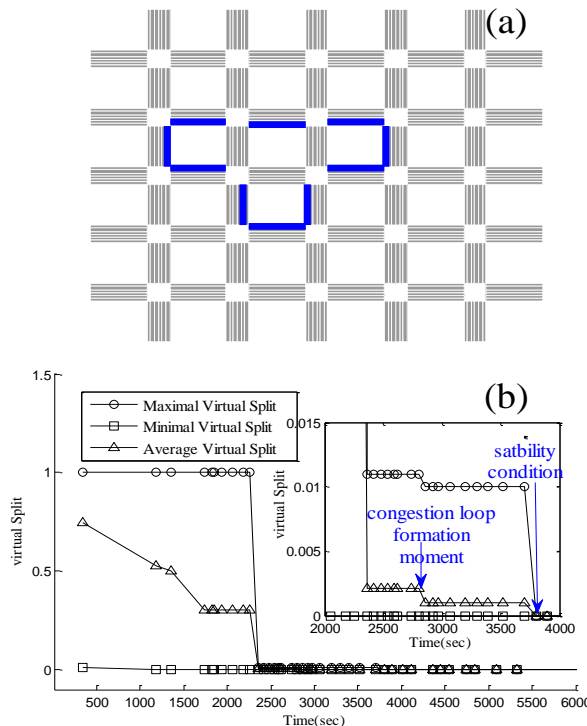 (a)
(b)
1.5
1
0.5
0
virtual Split
Maximal Virtual Split
Minimal Virtual Split
Average Virtual Split
500 1000 1500 2000 2500 3000 3500 4000 4500 5000 5500
Time(sec)
0.015
0.01
0.005
0
virtual Split
satbility
condition
congestion loop
formation
moment
2000 2500 3000 3500 4000
Time(sec)